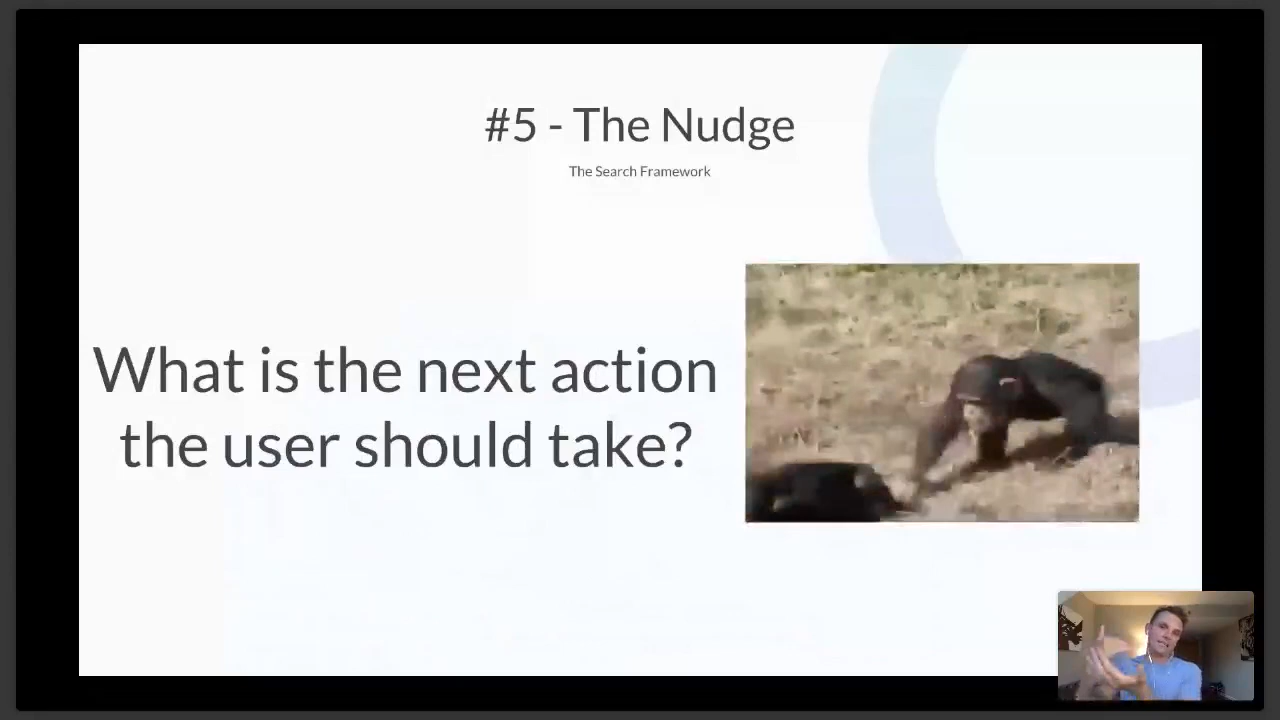 #5 - The Nudge
The Search Framework
What is the next action
the user should take?